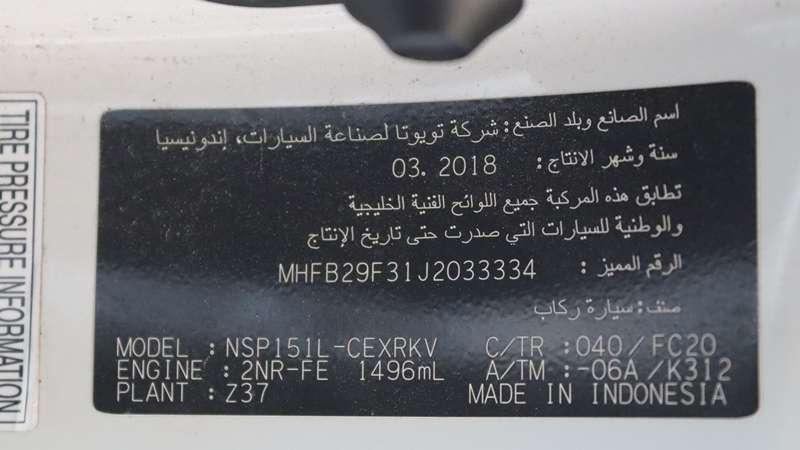 TIRE PRESSURE INFORMATION
اسم الصانع وبلد الصنع: شركة تويوتا لصناعة السيارات، إندونيسيا
سنة وشهر الانتاج: 03. 2018
تطابق هذه المركبة جميع اللوائح الفنية الخليجية
والوطنية للسيارات التي صدرت حتى تاريخ الإنتاج
الرقم المميز: MHFB29F31J2033334
صنف: سيارة ركاب
MODEL : NSP151L-CEXRKV C/TR : 040/FC20
ENGINE : 2NR-FE 1496mL A/TM : -06A/K312
PLANT : Z37 MADE IN INDONESIA